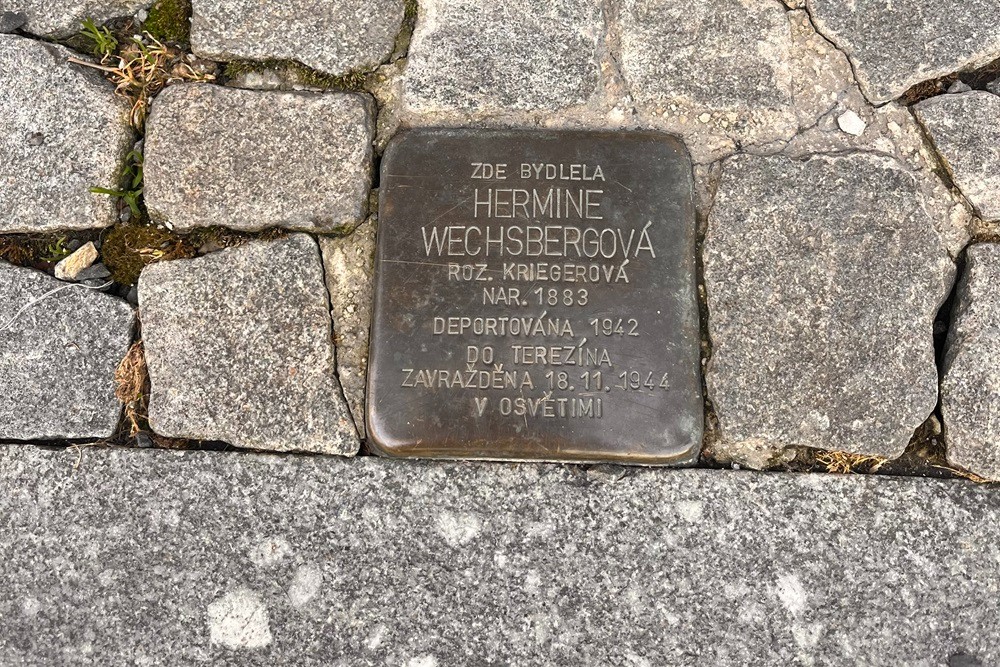 ZDE BYDLELA
HERMINE
WECHSBERGOVÁ
ROZ. KRIEGEROVÁ
NAR. 1883
DEPORTOVÁNA 1942
DO TEREZÍNA
ZAVRAŽDĚNA 18. 11. 1944
V OSVĚTIMI